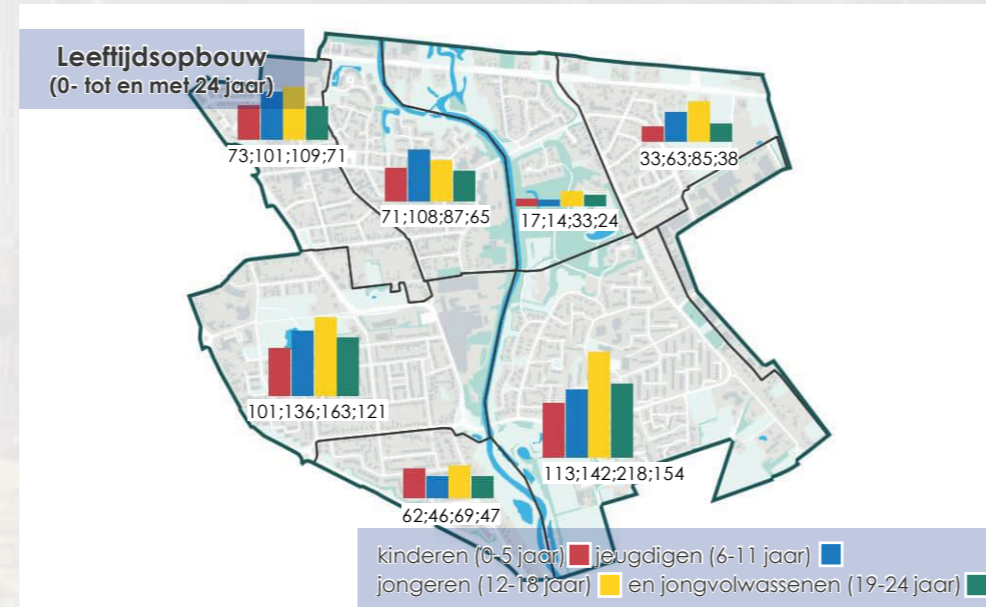 Leeftijdsopbouw
(0- tot en met 24 jaar)
73;101;109;71
33;63;85;38
71;108;87;65
17;14;33;24
101;136;163;121
113;142;218;154
62;46;69;47
kinderen (0-5 jaar) jeugdigen (6-11 jaar)
jongeren (12-18 jaar) en jongvolwassenen (19-24 jaar)